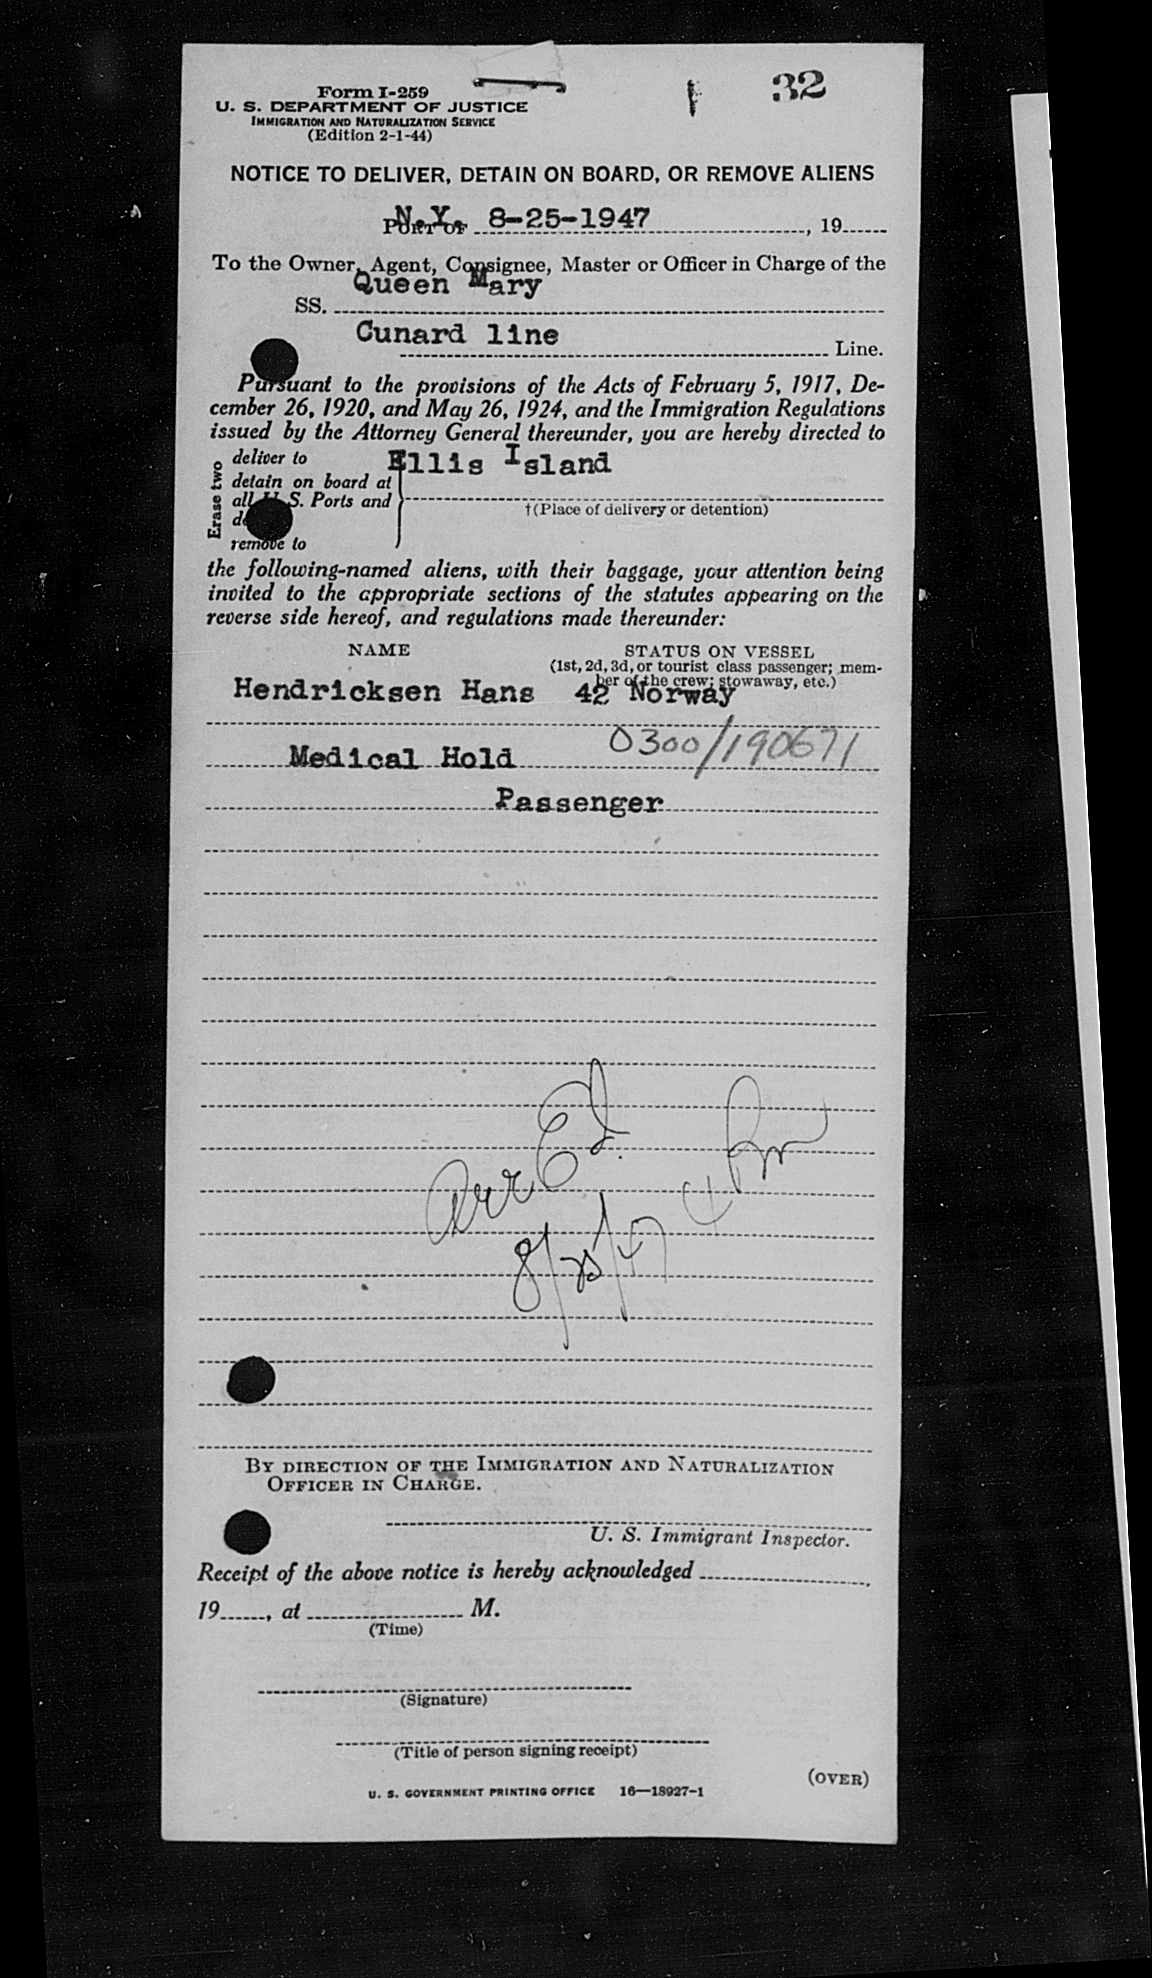 32
Form I-259
U. S. DEPARTMENT OF JUSTICE
IMMIGRATION AND NATURALIZATION SERVICE
(Edition 2-1-44)
NOTICE TO DELIVER, DETAIN ON BOARD, OR REMOVE ALIENS
PORT OF N.Y. 8-25-1947, 19
To the Owner, Agent, Consignee, Master or Officer in Charge of the
SS. Queen Mary
Cunard line Line.
Pursuant to the provisions of the Acts of February 5, 1917, De-
cember 26, 1920, and May 26, 1924, and the Immigration Regulations
issued by the Attorney General thereunder, you are hereby directed to
Erase two
deliver to
detain on board at
all U. S. Ports and
remove to
Ellis Island
†(Place of delivery or detention)
the following-named aliens, with their baggage, your attention being
invited to the appropriate sections of the statutes appearing on the
reverse side hereof, and regulations made thereunder:
NAME STATUS ON VESSEL
(1st, 2d, 3d, or tourist class passenger; mem-
ber of the crew; stowaway, etc.)
Hendricksen Hans 42 Norway
0300/190671
Medical Hold
Passenger
Arr E I.
8/25/47 4 Pm
BY DIRECTION OF THE IMMIGRATION AND NATURALIZATION
OFFICER IN CHARGE.
U. S. Immigrant Inspector.
Receipt of the above notice is hereby acknowledged ,
19 , at M.
(Time)
(Signature)
(Title of person signing receipt)
(OVER)
U. S. GOVERNMENT PRINTING OFFICE 16—18927-1